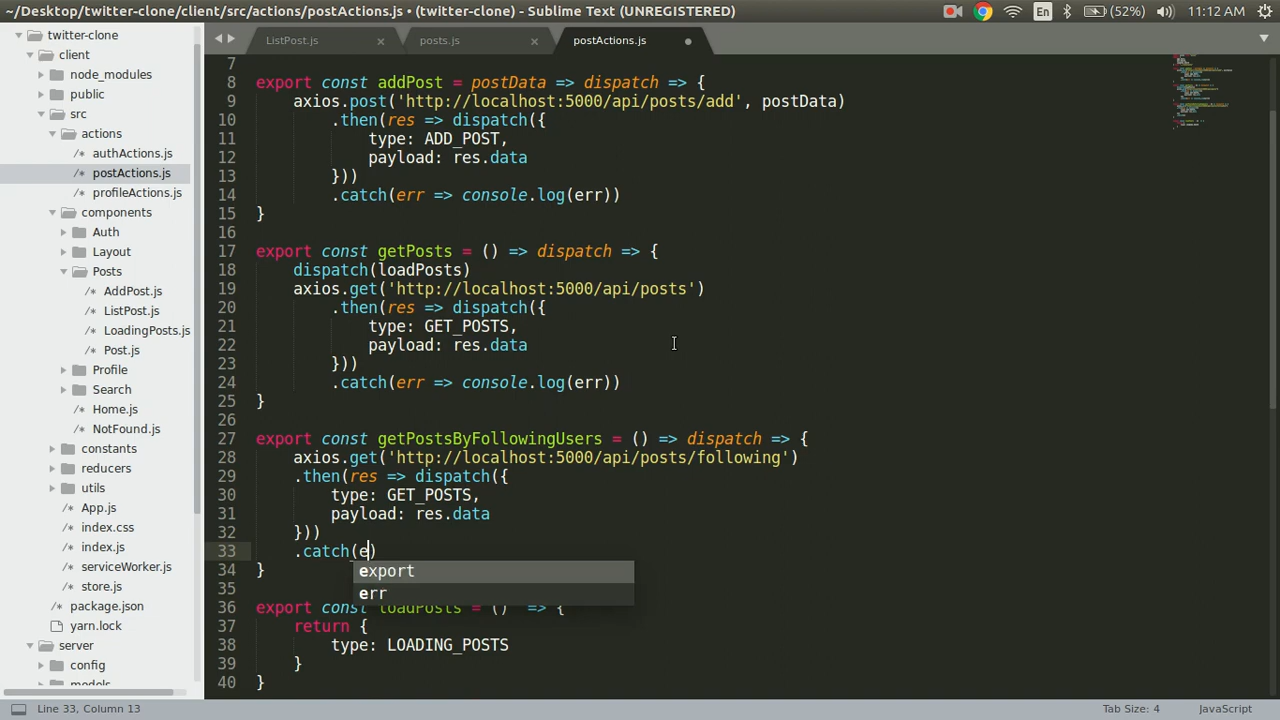 ~/Desktop/twitter-clone/client/src/actions/postActions.js • (twitter-clone) - Sublime Text (UNREGISTERED)
En
(52%)
11:12 AM
twitter-clone
client
node_modules
public
src
actions
/* authActions.js
/* postActions.js
/* profileActions.js
components
Auth
Layout
Posts
/* AddPost.js
/* ListPost.js
/* LoadingPosts.js
/* Post.js
Profile
Search
/* Home.js
/* NotFound.js
constants
reducers
utils
/* App.js
/* index.css
/* index.js
/* serviceWorker.js
/* store.js
/* package.json
yarn.lock
server
config
models
ListPost.js ×
posts.js ×
postActions.js
7
8 export const addPost = postData => dispatch => {
9 axios.post('http://localhost:5000/api/posts/add', postData)
10 .then(res => dispatch({
11 type: ADD_POST,
12 payload: res.data
13 }))
14 .catch(err => console.log(err))
15 }
16
17 export const getPosts = () => dispatch => {
18 dispatch(loadPosts)
19 axios.get('http://localhost:5000/api/posts')
20 .then(res => dispatch({
21 type: GET_POSTS,
22 payload: res.data
23 }))
24 .catch(err => console.log(err))
25 }
26
27 export const getPostsByFollowingUsers = () => dispatch => {
28 axios.get('http://localhost:5000/api/posts/following')
29 .then(res => dispatch({
30 type: GET_POSTS,
31 payload: res.data
32 }))
33 .catch(e)
34 }
export
35
err
36 export const loadPosts = () => {
37 return {
38 type: LOADING_POSTS
39 }
40 }
Line 33, Column 13
Tab Size: 4
JavaScript